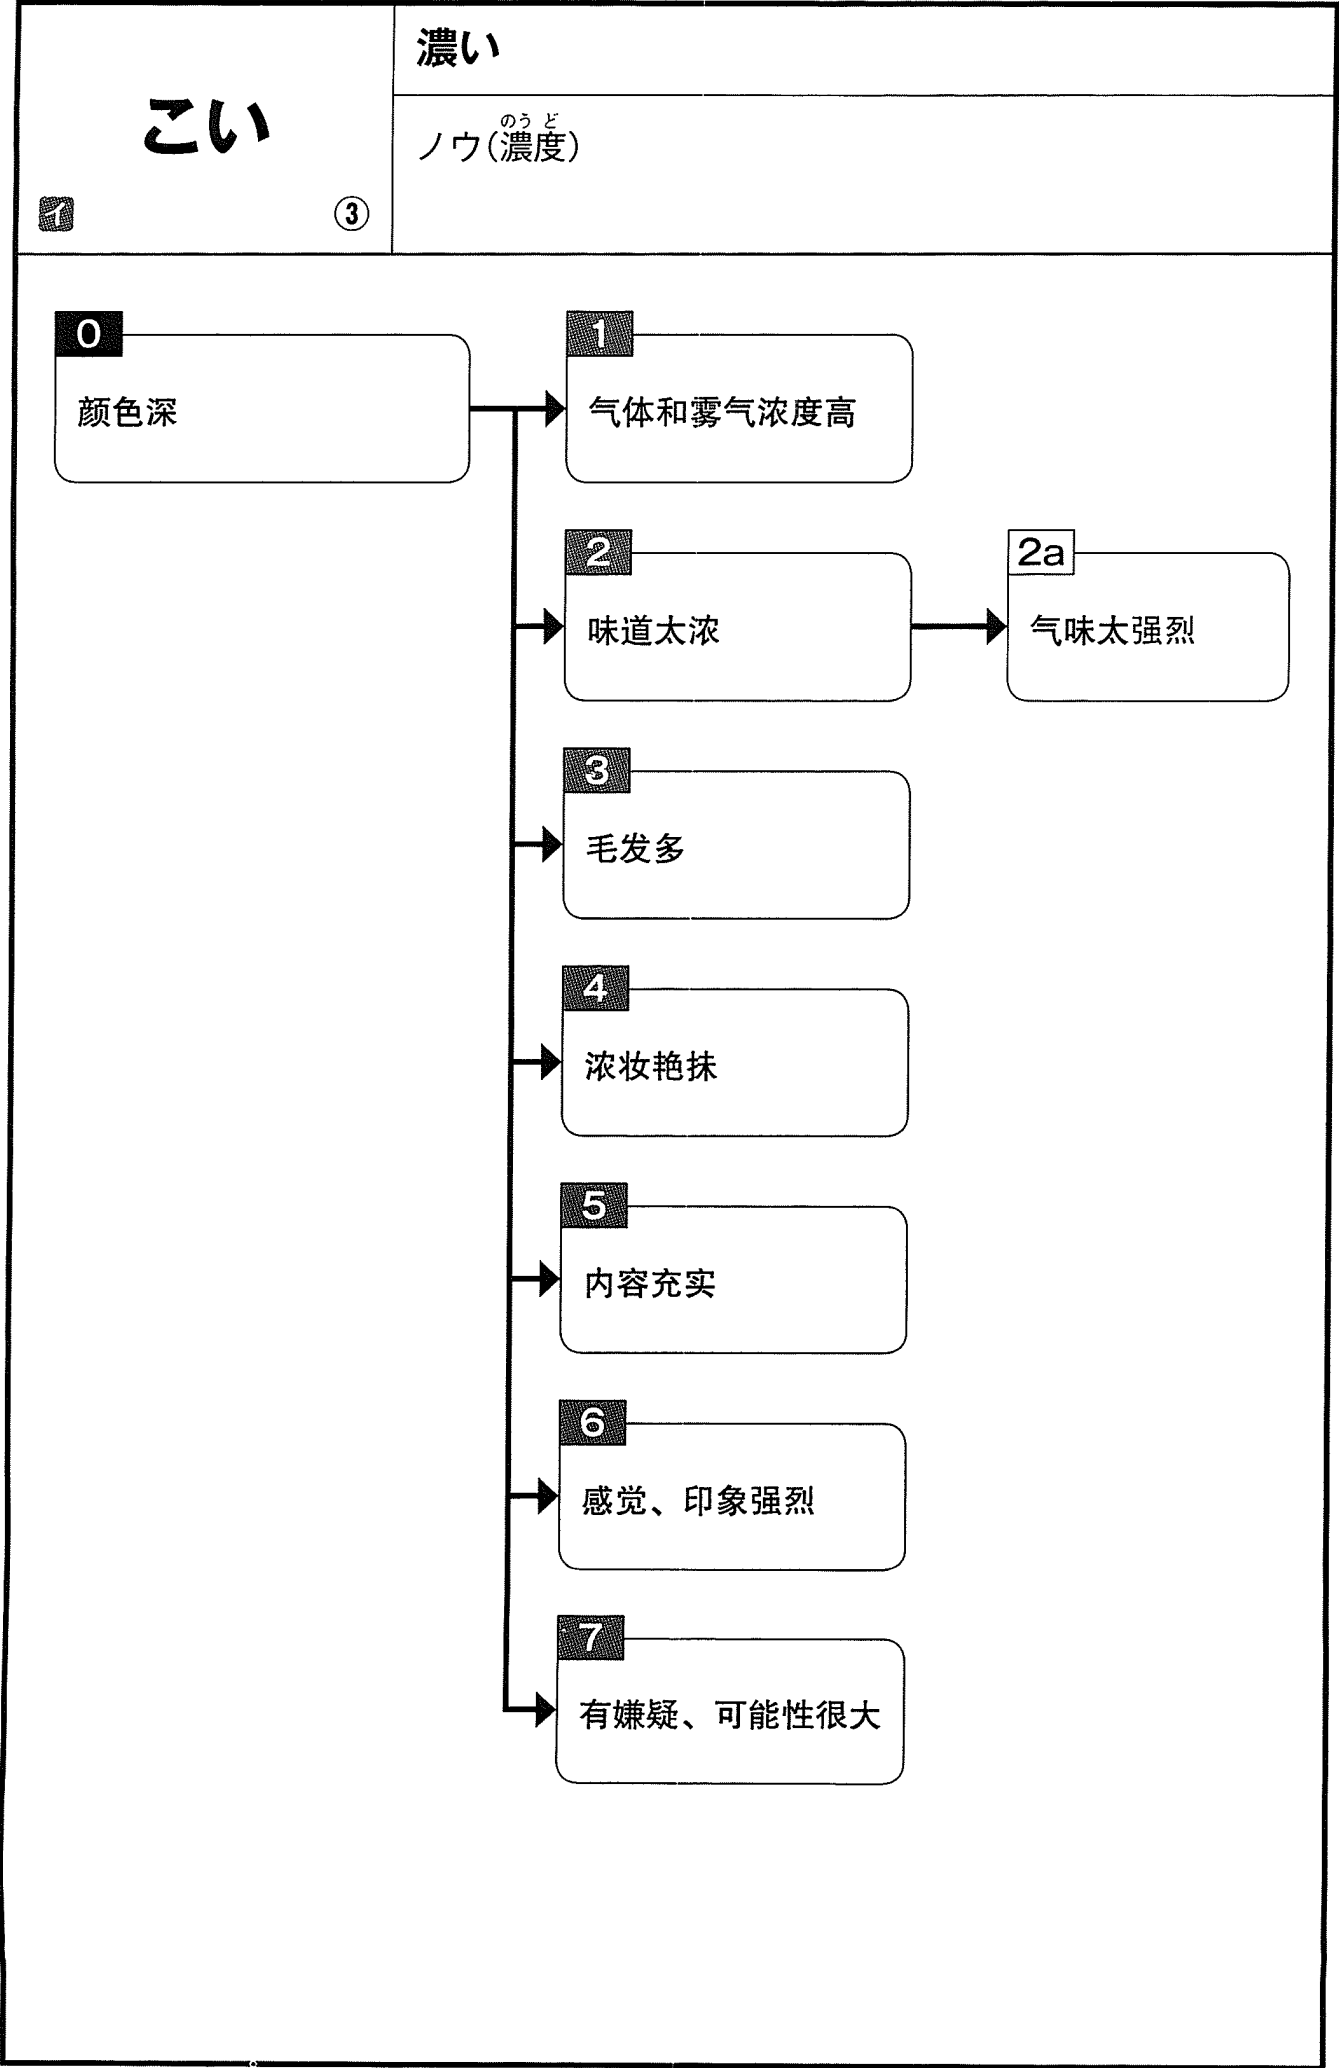 こい
イ
③
濃い
のう ど
ノウ(濃度)
0
颜色深
1
气体和雾气浓度高
2
味道太浓
2a
气味太强烈
3
毛发多
4
浓妆艳抹
5
内容充实
6
感觉、印象强烈
7
有嫌疑、可能性很大